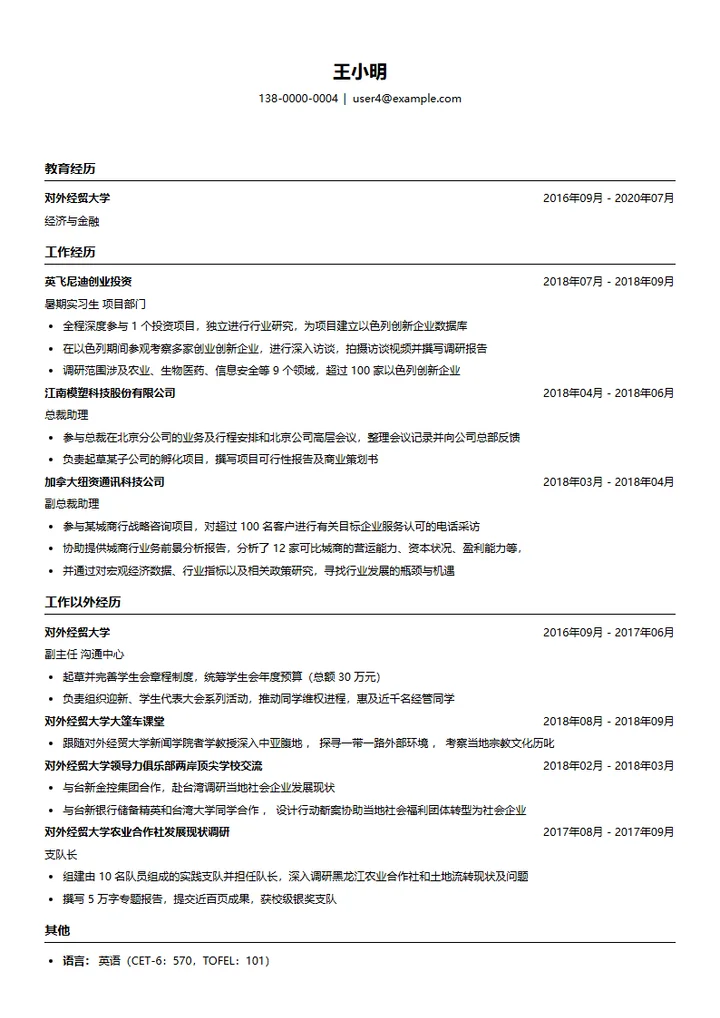 王小明
138-0000-0004 | user4@example.com
教育经历
对外经贸大学 2016年09月 - 2020年07月
经济与金融
工作经历
英飞尼迪创业投资 2018年07月 - 2018年09月
暑期实习生 项目部门
• 全程深度参与 1 个投资项目，独立进行行业研究，为项目建立以色列创新企业数据库
• 在以色列期间参观考察多家创业创新企业，进行深入访谈，拍摄访谈视频并撰写调研报告
• 调研范围涉及农业、生物医药、信息安全等 9 个领域，超过 100 家以色列创新企业
江南模塑科技股份有限公司 2018年04月 - 2018年06月
总裁助理
• 参与总裁在北京分公司的业务及行程安排和北京公司高层会议，整理会议记录并向公司总部反馈
• 负责起草某子公司的孵化项目，撰写项目可行性报告及商业策划书
加拿大纽资通讯科技公司 2018年03月 - 2018年04月
副总裁助理
• 参与某城商行战略咨询项目，对超过 100 名客户进行有关目标企业服务认可的电话采访
• 协助提供城商行业务前景分析报告，分析了 12 家可比城商的营运能力、资本状况、盈利能力等，
• 并通过对宏观经济数据、行业指标以及相关政策研究，寻找行业发展的瓶颈与机遇
工作以外经历
对外经贸大学 2016年09月 - 2017年06月
副主任 沟通中心
• 起草并完善学生会章程制度，统筹学生会年度预算（总额 30 万元）
• 负责组织迎新、学生代表大会系列活动，推动同学维权进程，惠及近千名经管同学
对外经贸大学大篷车课堂 2018年08月 - 2018年09月
• 跟随对外经贸大学新闻学院者学教授深入中亚腹地 ， 探寻一带一路外部环境 ， 考察当地宗教文化历叱
对外经贸大学领导力俱乐部两岸顶尖学校交流 2018年02月 - 2018年03月
• 与台新金控集团合作，赴台湾调研当地社会企业发展现状
• 与台新银行储备精英和台湾大学同学合作 ， 设计行动斱案协助当地社会福利团体转型为社会企业
对外经贸大学农业合作社发展现状调研 2017年08月 - 2017年09月
支队长
• 组建由 10 名队员组成的实践支队并担任队长，深入调研黑龙江农业合作社和土地流转现状及问题
• 撰写 5 万字专题报告，提交近百页成果，获校级银奖支队
其他
• 语言： 英语（CET-6：570，TOFEL：101）